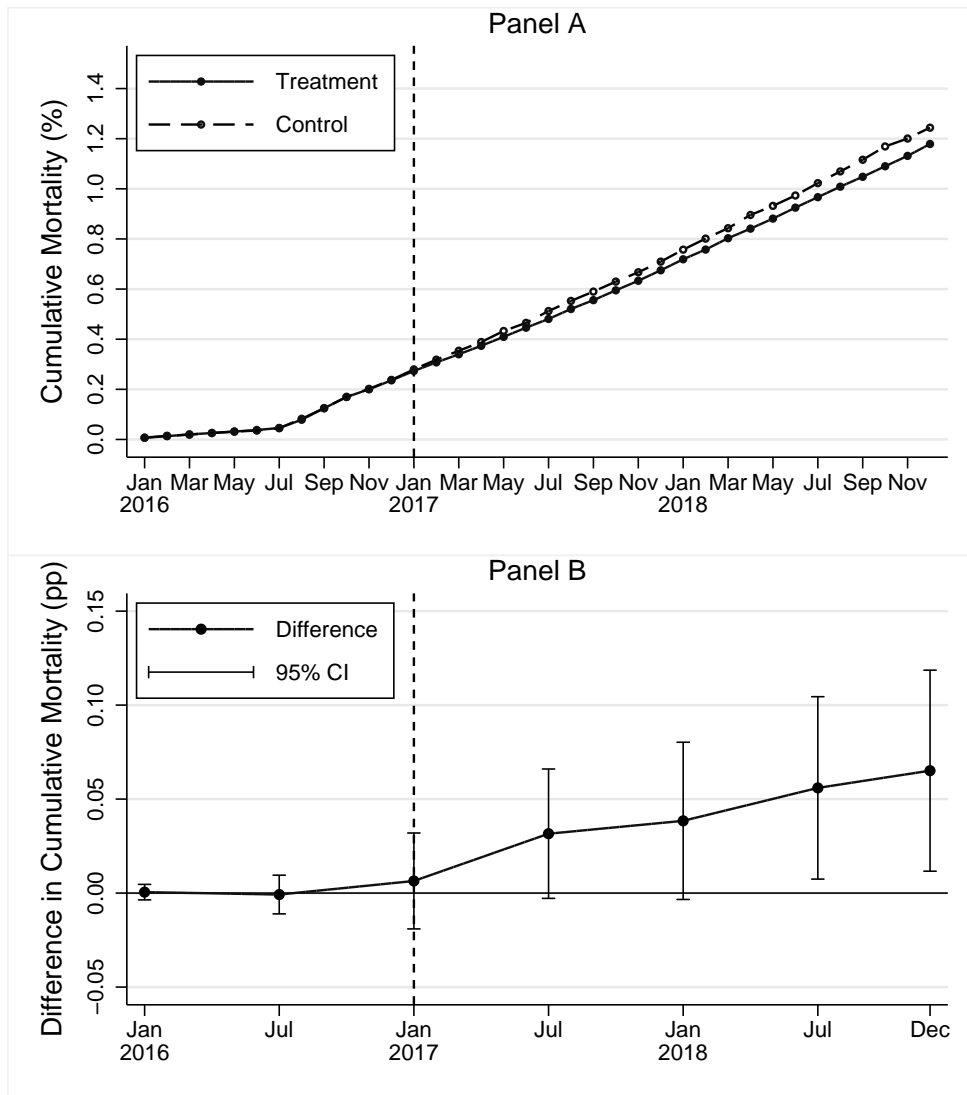 Panel A
Treatment
Control
Cumulative Mortality (%)
1.4
1.2
1.0
0.8
0.6
0.4
0.2
0.0
Jan Mar May Jul Sep Nov Jan Mar May Jul Sep Nov Jan Mar May Jul Sep Nov
2016 2017 2018
Panel B
Difference
95% CI
Difference in Cumulative Mortality (pp)
0.15
0.10
0.05
0.00
−0.05
Jan Jul Jan Jul Jan Jul Dec
2016 2017 2018